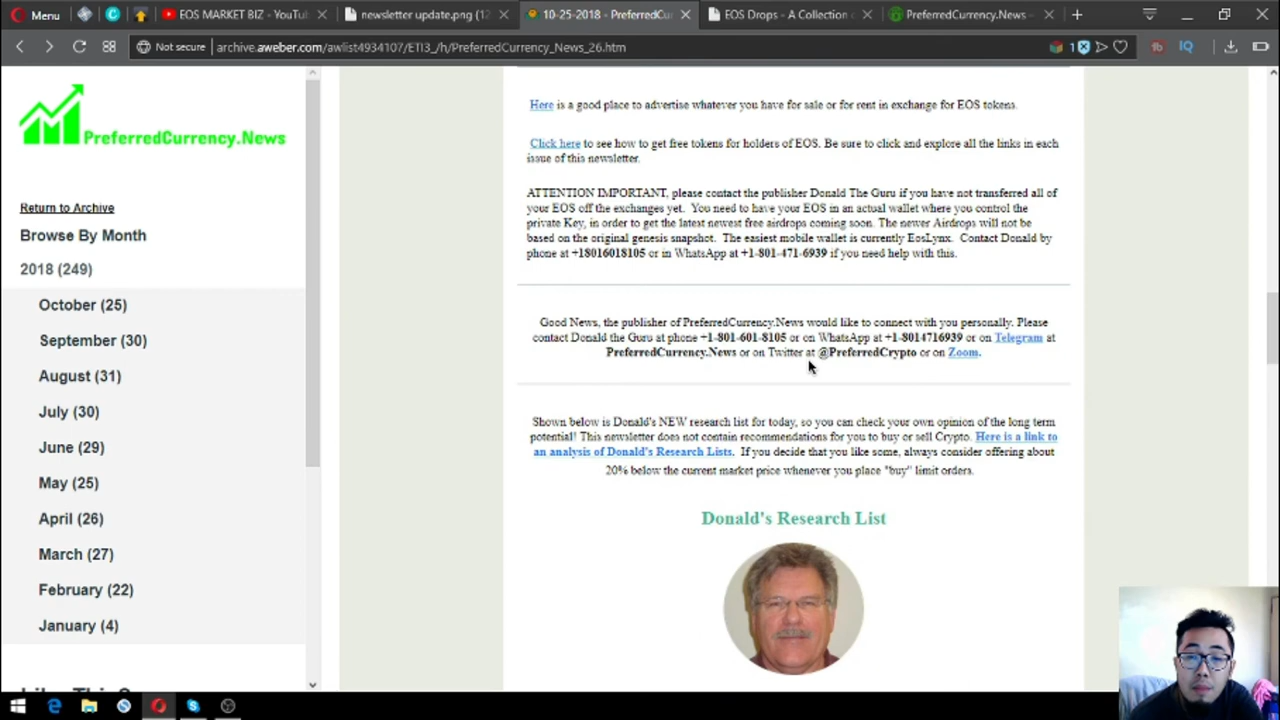 Menu
EOS MARKET BIZ - YouTu
newsletter update.png (12
10-25-2018 - PreferredCu
EOS Drops - A Collection
PreferredCurrency.News -
Not secure
archive.aweber.com/awlist4934107/ETI3_/h/PreferredCurrency_News_26.htm
1
IQ
PreferredCurrency.News
Return to Archive
Browse By Month
2018 (249)
October (25)
September (30)
August (31)
July (30)
June (29)
May (25)
April (26)
March (27)
February (22)
January (4)
Here is a good place to advertise whatever you have for sale or for rent in exchange for EOS tokens.
Click here to see how to get free tokens for holders of EOS. Be sure to click and explore all the links in each
issue of this newsletter.
ATTENTION IMPORTANT, please contact the publisher Donald The Guru if you have not transferred all of
your EOS off the exchanges yet. You need to have your EOS in an actual wallet where you control the
private Key, in order to get the latest newest free airdrops coming soon. The newer Airdrops will not be
based on the original genesis snapshot. The easiest mobile wallet is currently EosLynx. Contact Donald by
phone at +18016018105 or in WhatsApp at +1-801-471-6939 if you need help with this.
Good News, the publisher of PreferredCurrency.News would like to connect with you personally. Please
contact Donald the Guru at phone +1-801-601-8105 or on WhatsApp at +1-8014716939 or on Telegram at
PreferredCurrency.News or on Twitter at @PreferredCrypto or on Zoom.
Shown below is Donald's NEW research list for today, so you can check your own opinion of the long term
potential! This newsletter does not contain recommendations for you to buy or sell Crypto. Here is a link to
an analysis of Donald's Research Lists. If you decide that you like some, always consider offering about
20% below the current market price whenever you place "buy" limit orders.
Donald's Research List